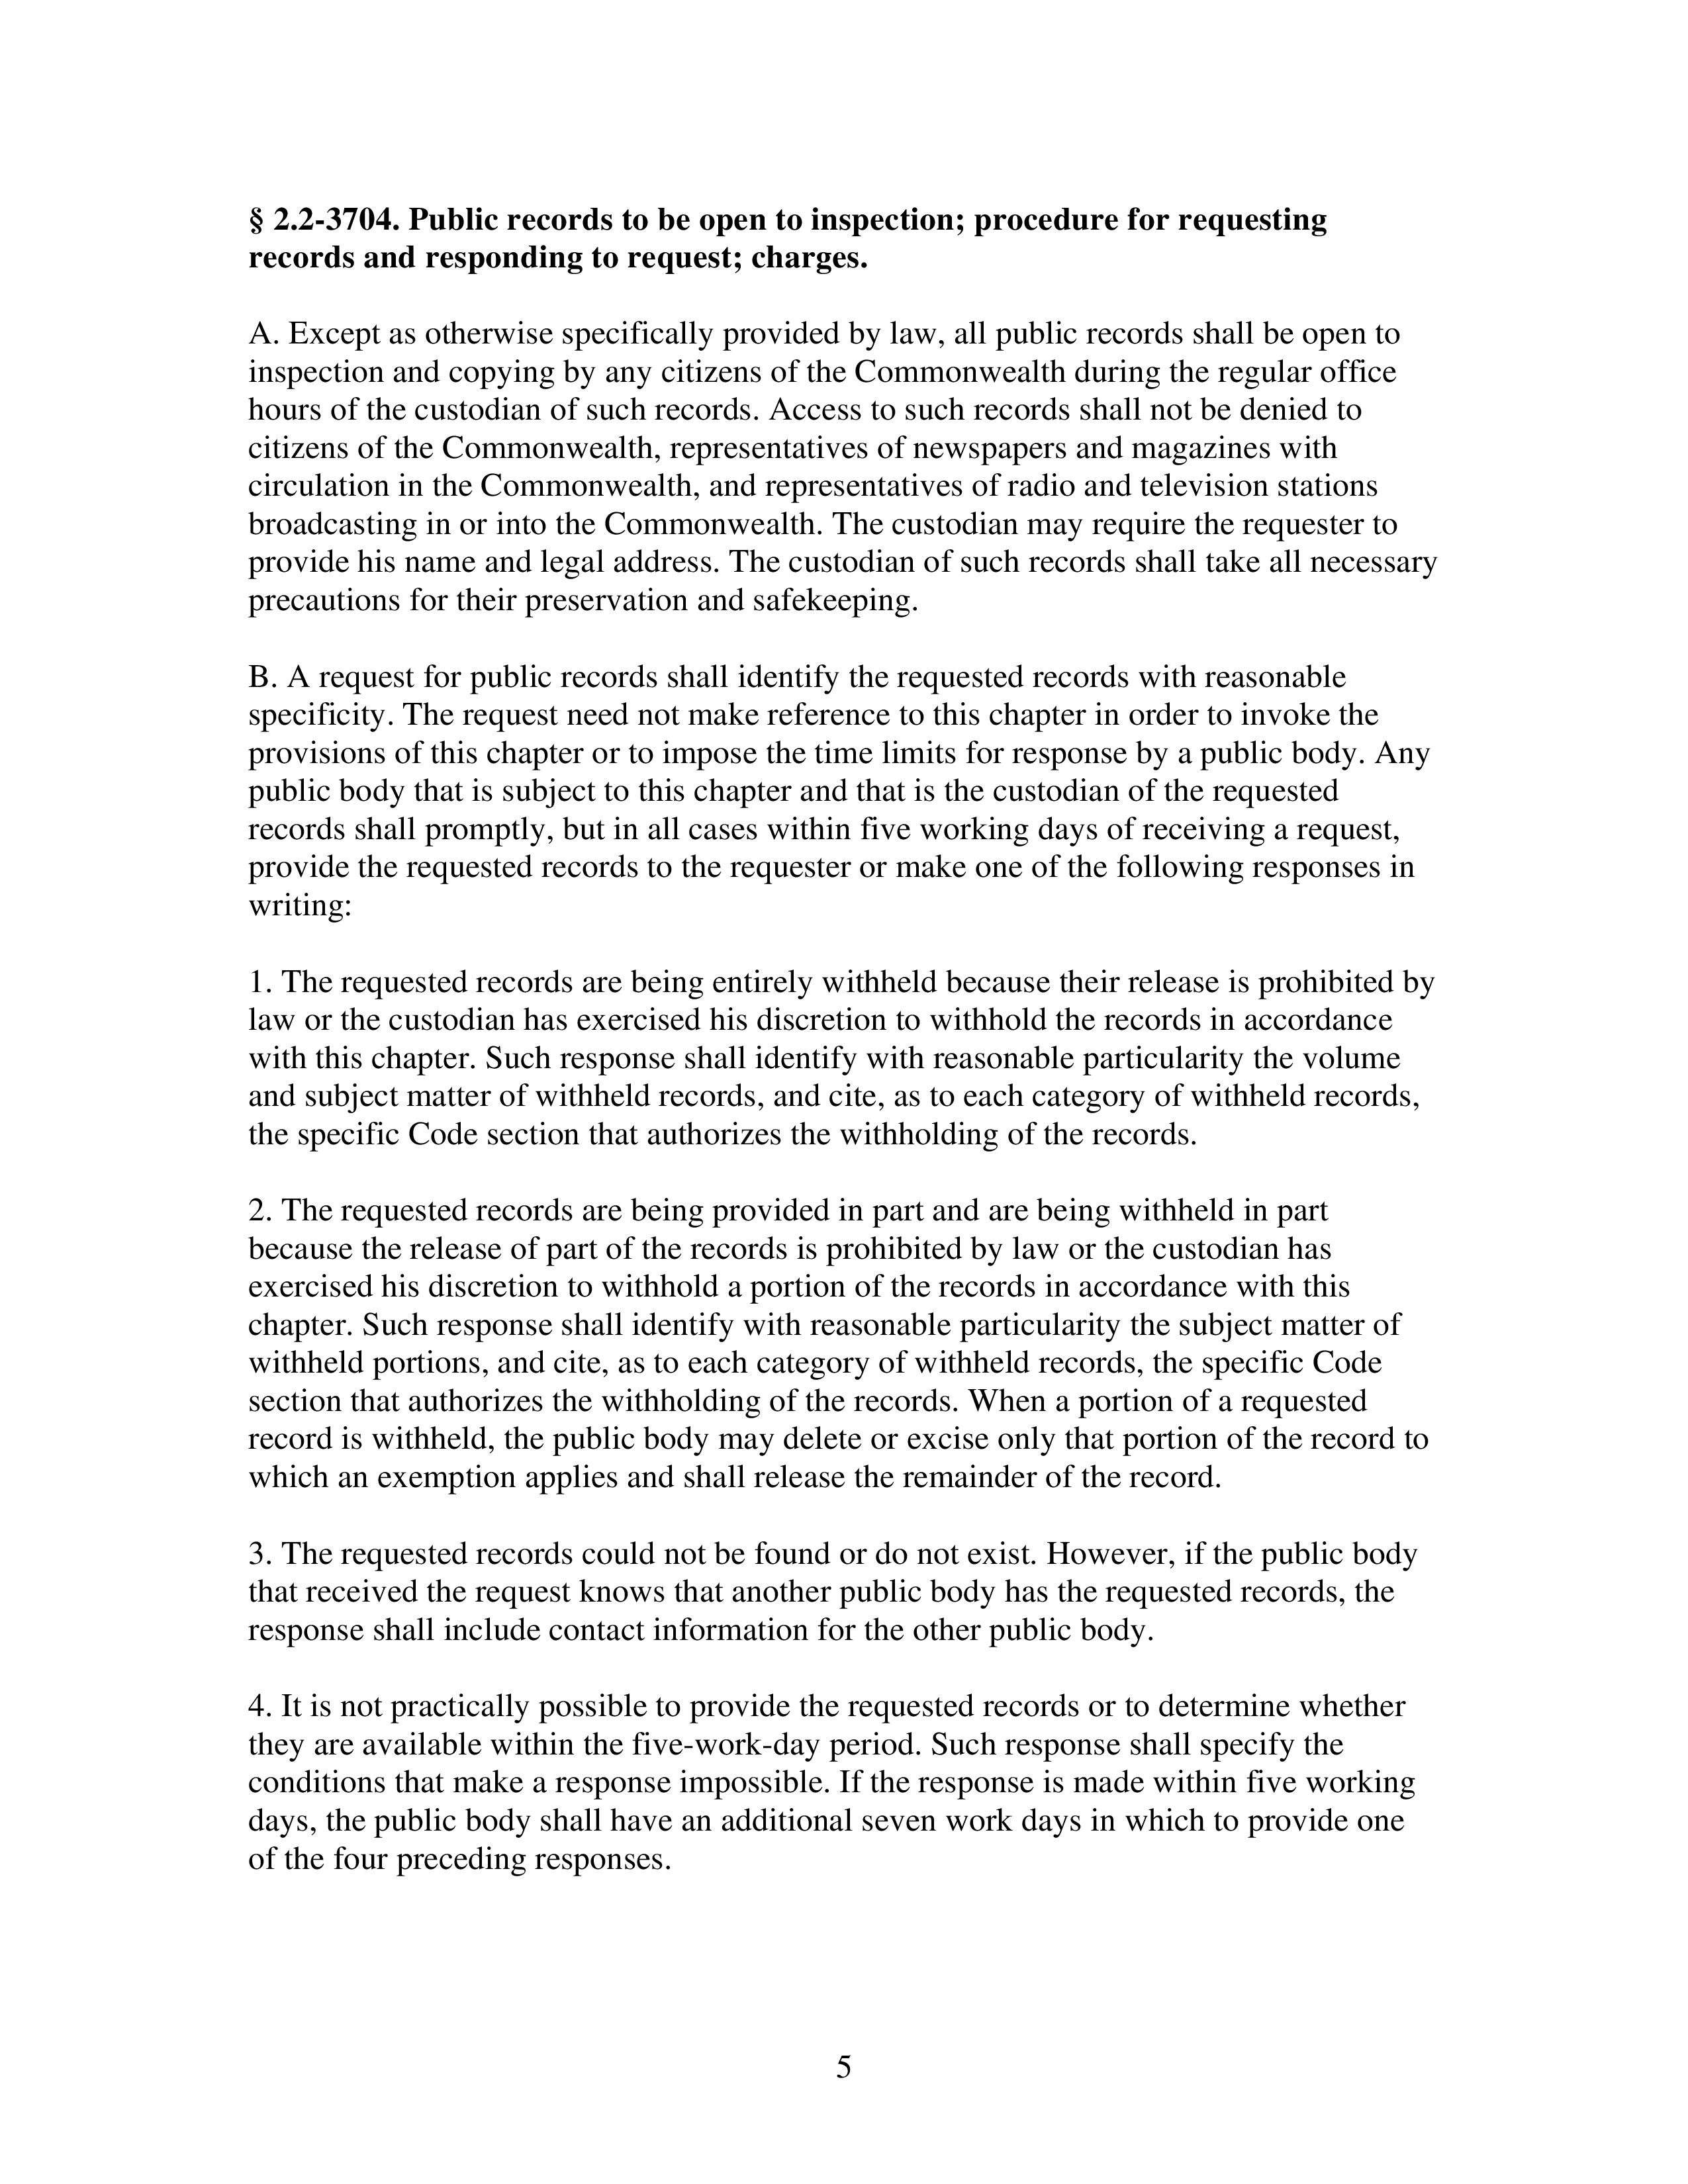 § 2.2-3704. Public records to be open to inspection; procedure for requesting
records and responding to request; charges.
A. Except as otherwise specifically provided by law, all public records shall be open to
inspection and copying by any citizens of the Commonwealth during the regular office
hours of the custodian of such records. Access to such records shall not be denied to
citizens of the Commonwealth, representatives of newspapers and magazines with
circulation in the Commonwealth, and representatives of radio and television stations
broadcasting in or into the Commonwealth. The custodian may require the requester to
provide his name and legal address. The custodian of such records shall take all necessary
precautions for their preservation and safekeeping.
B. A request for public records shall identify the requested records with reasonable
specificity. The request need not make reference to this chapter in order to invoke the
provisions of this chapter or to impose the time limits for response by a public body. Any
public body that is subject to this chapter and that is the custodian of the requested
records shall promptly, but in all cases within five working days of receiving a request,
provide the requested records to the requester or make one of the following responses in
writing:
1. The requested records are being entirely withheld because their release is prohibited by
law or the custodian has exercised his discretion to withhold the records in accordance
with this chapter. Such response shall identify with reasonable particularity the volume
and subject matter of withheld records, and cite, as to each category of withheld records,
the specific Code section that authorizes the withholding of the records.
2. The requested records are being provided in part and are being withheld in part
because the release of part of the records is prohibited by law or the custodian has
exercised his discretion to withhold a portion of the records in accordance with this
chapter. Such response shall identify with reasonable particularity the subject matter of
withheld portions, and cite, as to each category of withheld records, the specific Code
section that authorizes the withholding of the records. When a portion of a requested
record is withheld, the public body may delete or excise only that portion of the record to
which an exemption applies and shall release the remainder of the record.
3. The requested records could not be found or do not exist. However, if the public body
that received the request knows that another public body has the requested records, the
response shall include contact information for the other public body.
4. It is not practically possible to provide the requested records or to determine whether
they are available within the five-work-day period. Such response shall specify the
conditions that make a response impossible. If the response is made within five working
days, the public body shall have an additional seven work days in which to provide one
of the four preceding responses.
5